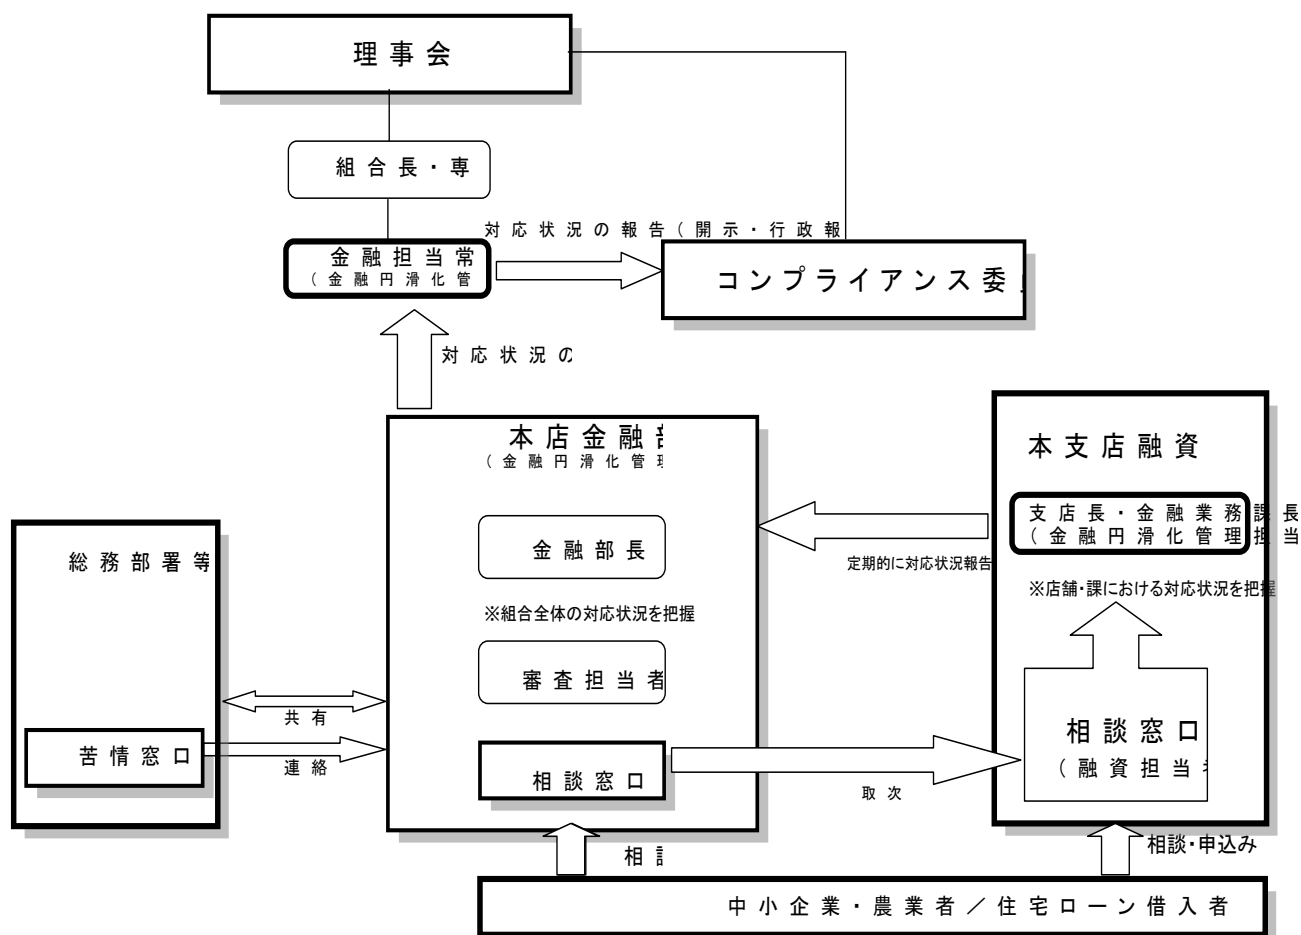 理事会
組合長・専
対応状況の報告(開示・行政報
金融担当常
(金融円滑化管
コンプライアンス委
対応状況の
本店金融
(金融円滑化管理
本支店融資
支店長・金融業務課長
(金融円滑化管理担当
金融部長
総務部署等
定期的に対応状況報告
※店舗・課における対応状況を把握
※組合全体の対応状況を把握
審査担当者
共有
相談窓口
(融資担当
苦情窓口
連絡
相談窓口
取次
相談・申込み
相
中小企業・農業者/住宅ローン借入者